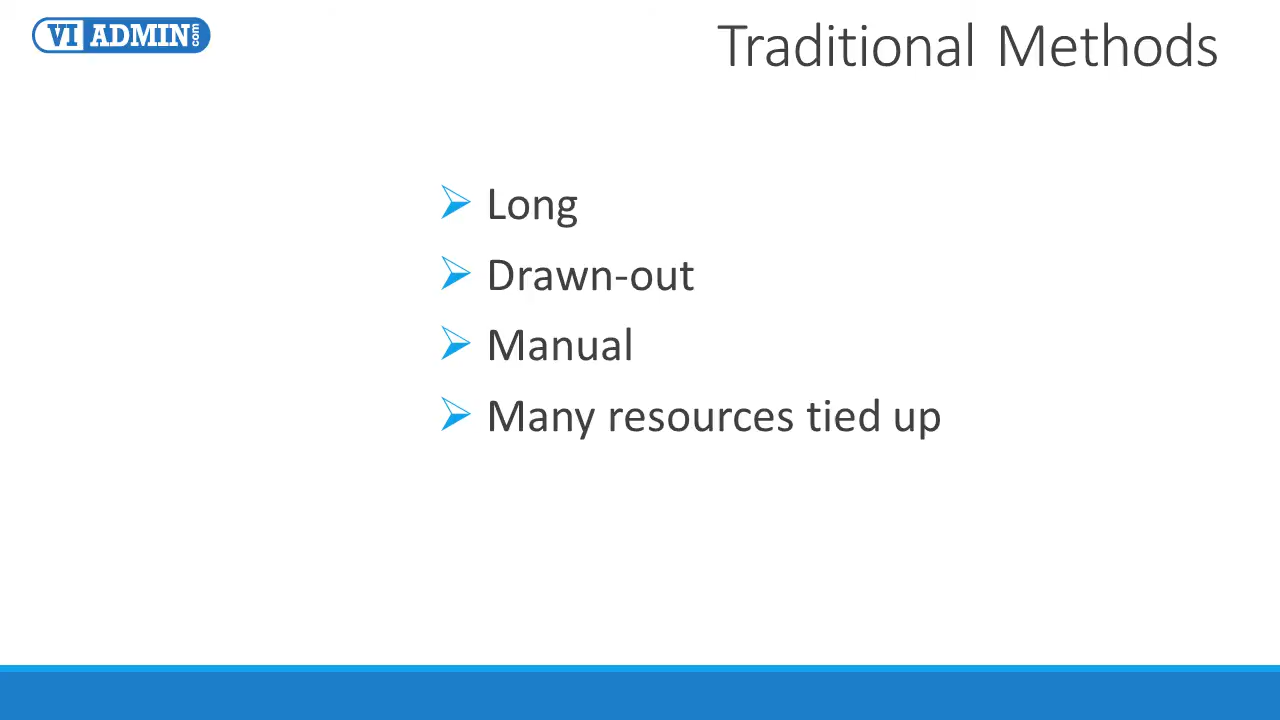 VI ADMIN.com
Traditional Methods
Long
Drawn-out
Manual
Many resources tied up